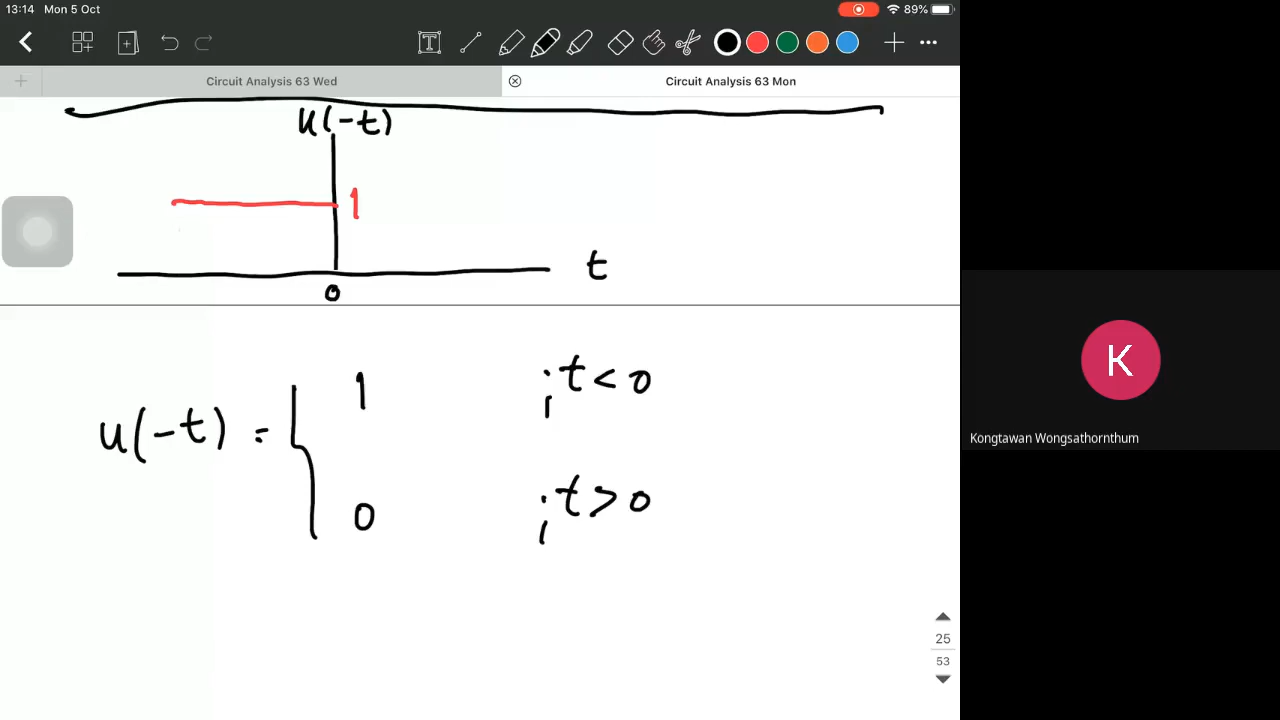 13:14 Mon 5 Oct
89%
Circuit Analysis 63 Wed
Circuit Analysis 63 Mon
u(-t)
1
t
0
u(-t) = { 1 ; t < 0
0 ; t > 0
K
Kongtawan Wongsathornthum
25
53